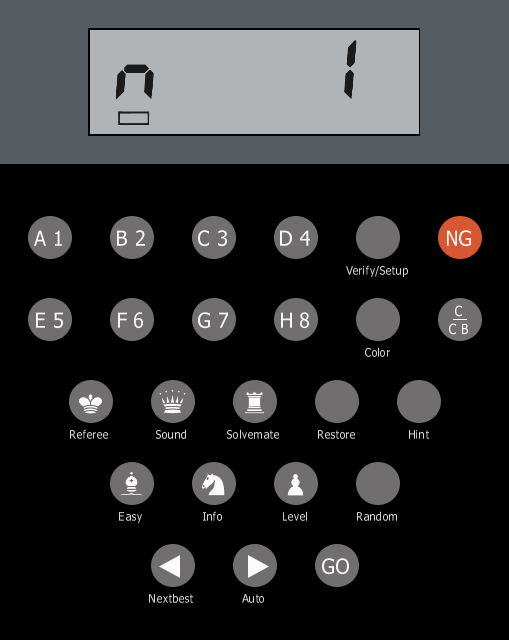 n 1
A 1 B 2 C 3 D 4 NG
Verify/Setup
E 5 F 6 G 7 H 8 C
C B
Color
Referee Sound Solvemate Restore Hint
Easy Info Level Random
GO
Nextbest Auto